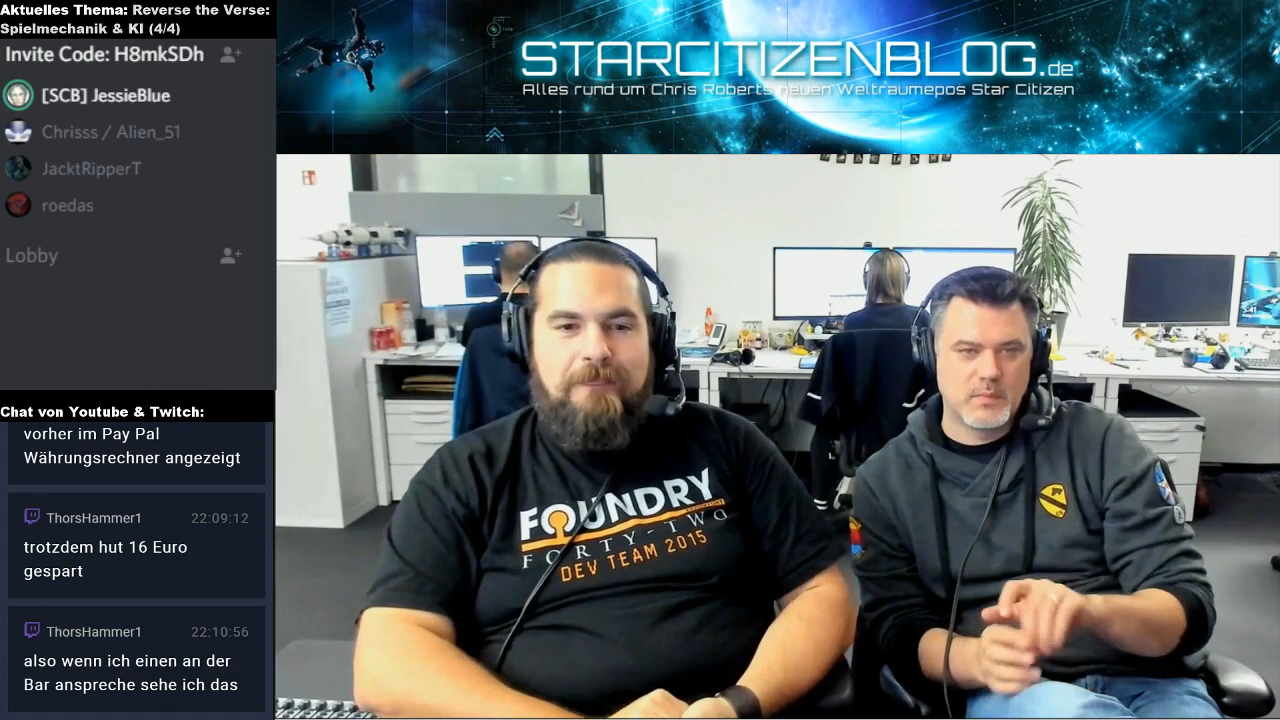 Aktuelles Thema: Reverse the Verse:
Spielmechanik & KI (4/4)
Invite Code: H8mkSDh
[SCB] JessieBlue
Chrisss / Alien_51
JacktRipperT
roedas
Lobby
Chat von Youtube & Twitch:
vorher im Pay Pal
Währungsrechner angezeigt
ThorsHammer1 22:09:12
trotzdem hut 16 Euro
gespart
ThorsHammer1 22:10:56
also wenn ich einen an der
Bar anspreche sehe ich das
STARCITIZENBLOG.de
Alles rund um Chris Roberts neuen Weltraumepos Star Citizen
FOUNDRY
FORTY-TWO
DEV TEAM 2015